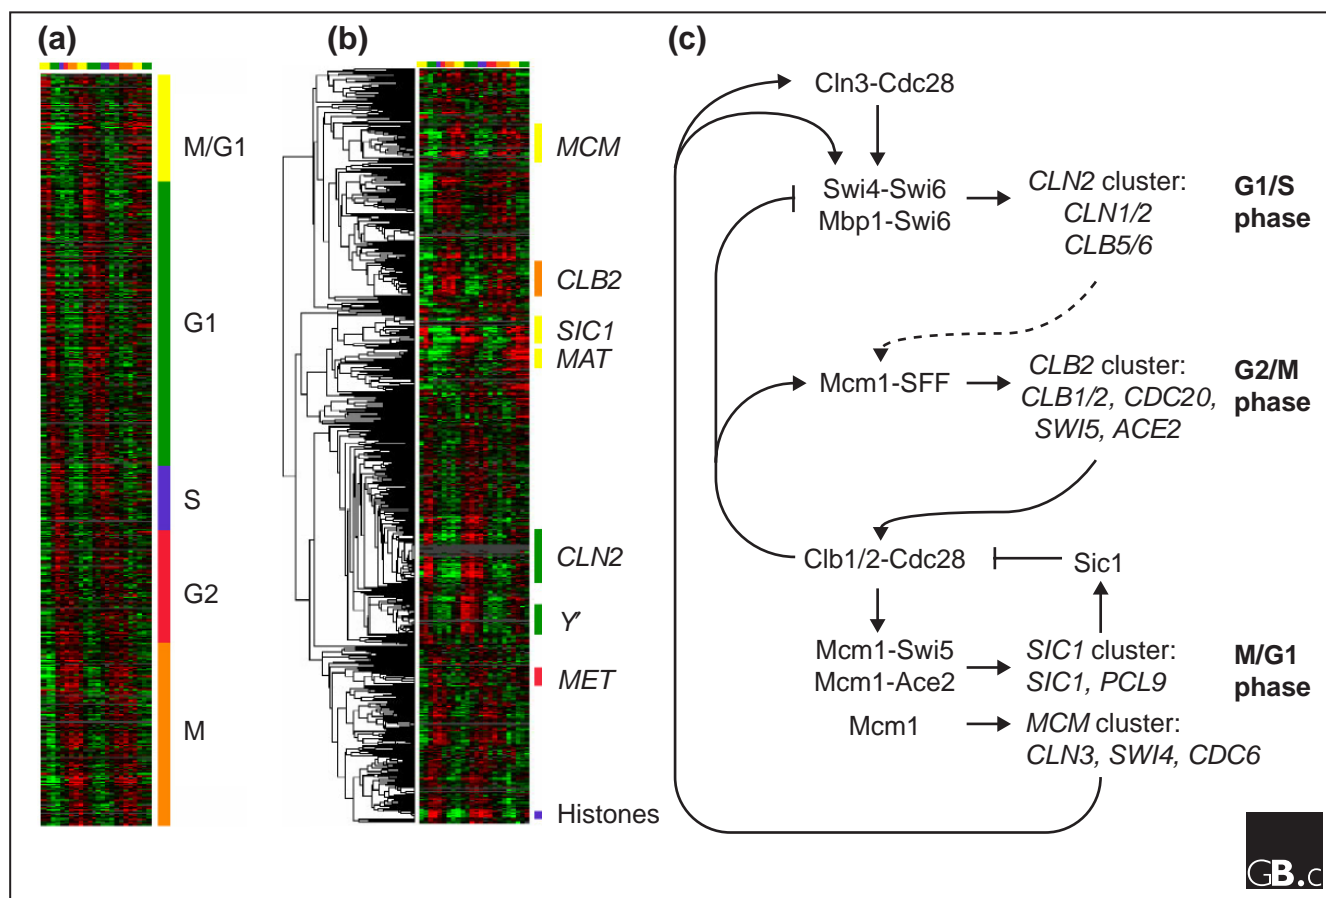 (a)
M/G1
G1
S
G2
M
(b)
MCM
CLB2
SIC1
MAT
CLN2
Y′
MET
Histones
(c)
Cln3-Cdc28
Swi4-Swi6
Mbp1-Swi6
CLN2 cluster:
CLN1/2
CLB5/6
G1/S
phase
Mcm1-SFF
CLB2 cluster:
CLB1/2, CDC20,
SWI5, ACE2
G2/M
phase
Clb1/2-Cdc28
Sic1
Mcm1-Swi5
Mcm1-Ace2
SIC1 cluster:
SIC1, PCL9
M/G1
phase
Mcm1
MCM cluster:
CLN3, SWI4, CDC6
GB.c